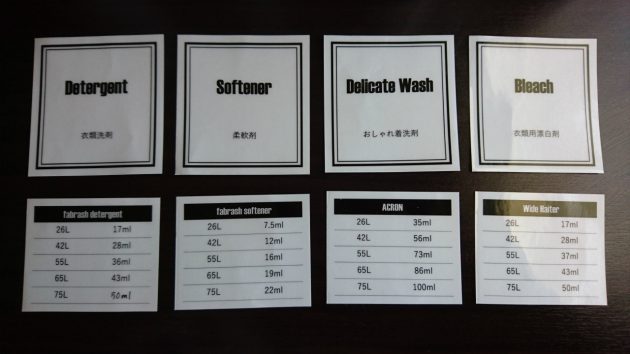 Detergent
衣類洗剤
Softener
柔軟剤
Delicate Wash
おしゃれ着洗剤
Bleach
衣類用漂白剤
fabrash detergent
26L 17ml
42L 28ml
55L 36ml
65L 43ml
75L 50ml
fabrash softener
26L 7.5ml
42L 12ml
55L 16ml
65L 19ml
75L 22ml
ACRON
26L 35ml
42L 56ml
55L 73ml
65L 86ml
75L 100ml
Wide Haiter
26L 17ml
42L 28ml
55L 37ml
65L 43ml
75L 50ml